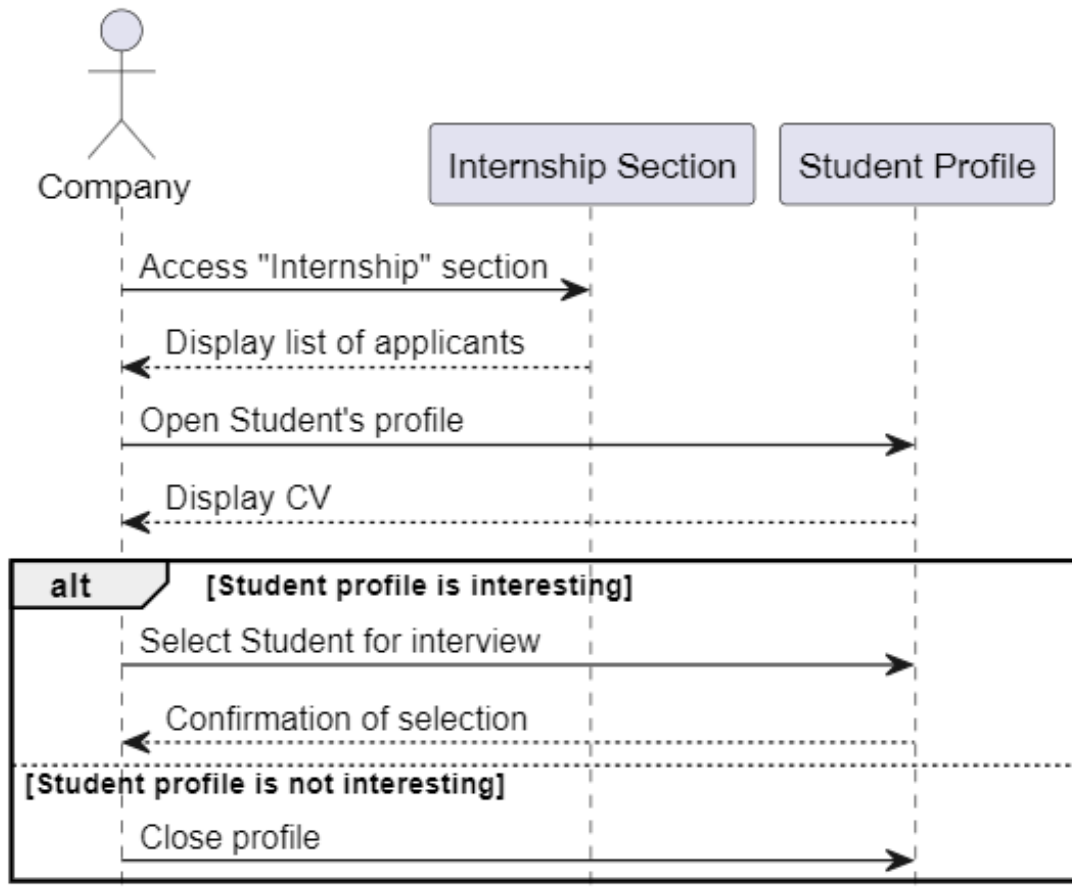 Company
Internship Section
Student Profile
Access "Internship" section
Display list of applicants
Open Student's profile
Display CV
alt
[Student profile is interesting]
Select Student for interview
Confirmation of selection
[Student profile is not interesting]
Close profile